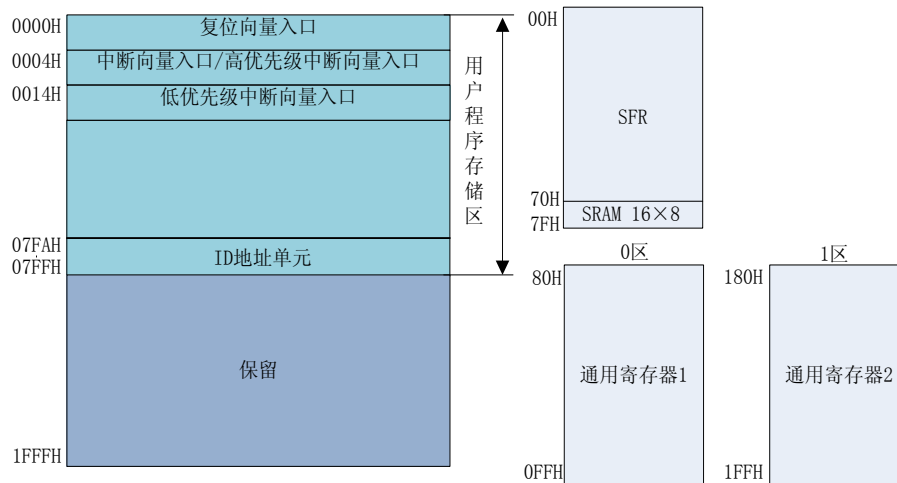 0000H
复位向量入口
0004H
中断向量入口/高优先级中断向量入口
0014H
低优先级中断向量入口
07FAH
07FFH
ID地址单元
保留
1FFFH
用户程序存储区
00H
SFR
70H
SRAM 16×8
7FH
0区
1区
80H
通用寄存器1
0FFH
180H
通用寄存器2
1FFH